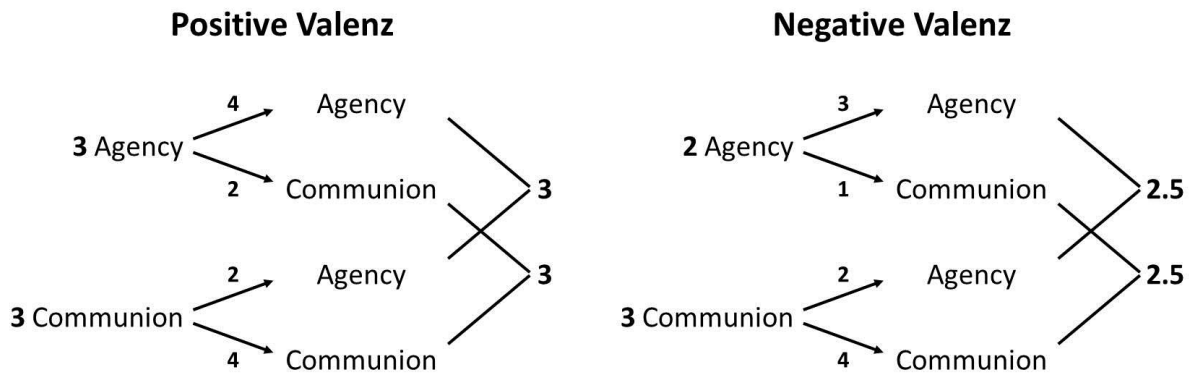 Positive Valenz
4 Agency
3 Agency
2 Communion
3
2 Agency
3
3 Communion
4 Communion
Negative Valenz
3 Agency
2 Agency
1 Communion
2.5
2 Agency
2.5
3 Communion
4 Communion